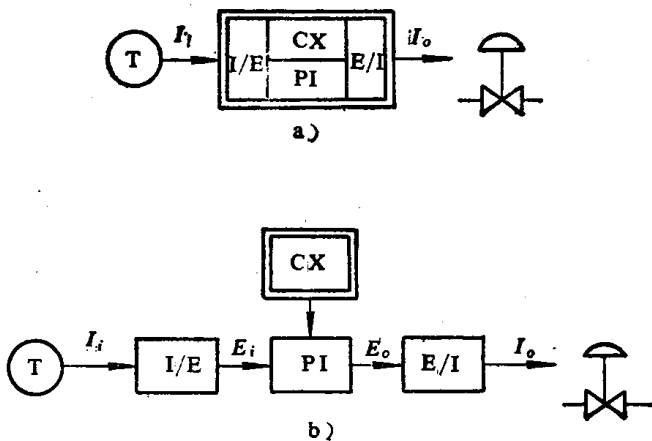 T I_i I/E CX PI E/I I_o
a)
CX
T I_i I/E E_i PI E_o E/I I_o
b)